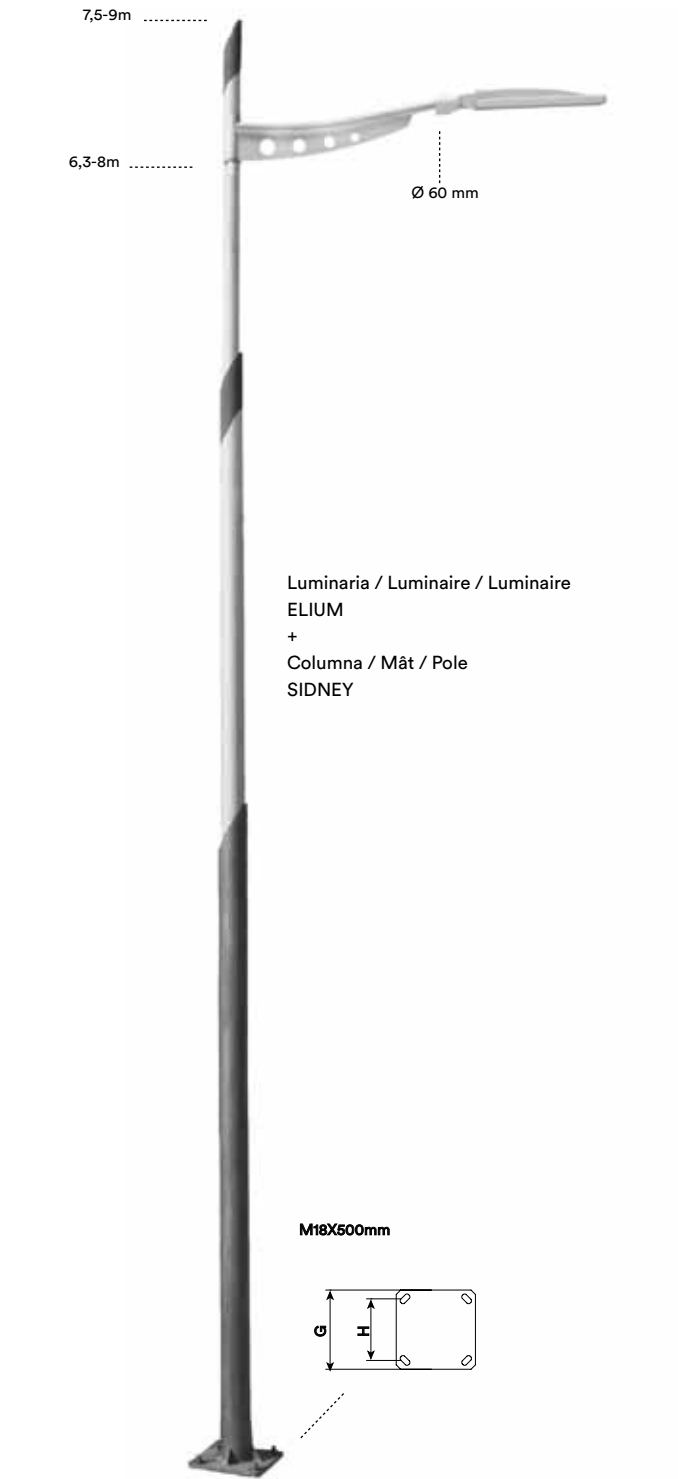 7,5-9m
6,3-8m
Ø 60 mm
Luminaria / Luminaire / Luminaire
ELIUM
+
Columna / Mât / Pole
SIDNEY
M18X500mm
G
H